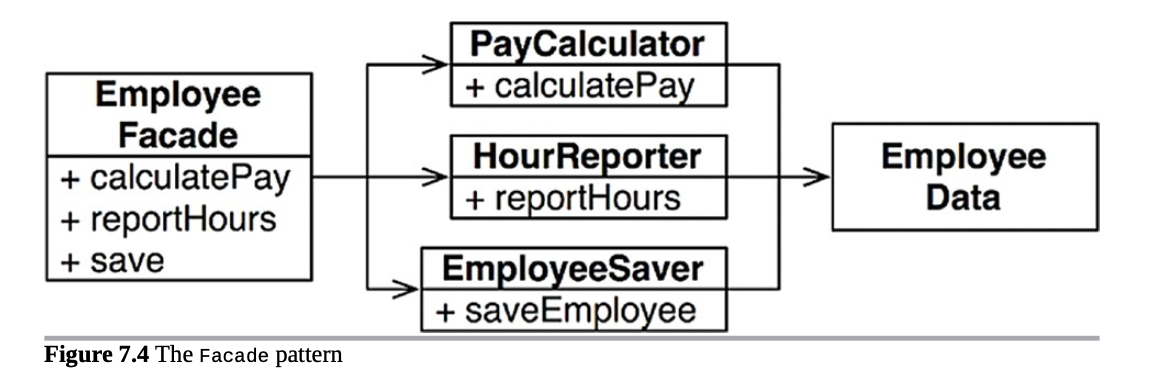 Employee
Facade
+ calculatePay
+ reportHours
+ save
PayCalculator
+ calculatePay
HourReporter
+ reportHours
EmployeeSaver
+ saveEmployee
Employee
Data
Figure 7.4 The Facade pattern